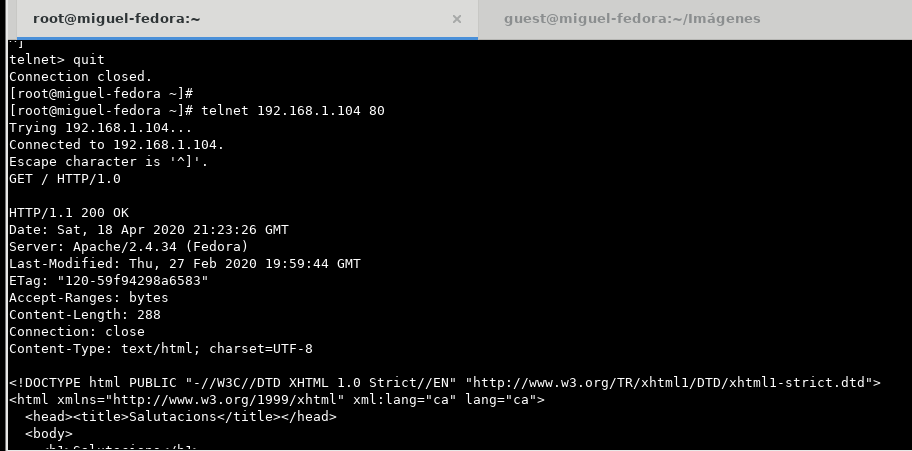 root@miguel-fedora:~ × guest@miguel-fedora:~/Imágenes
^]
telnet> quit
Connection closed.
[root@miguel-fedora ~]#
[root@miguel-fedora ~]# telnet 192.168.1.104 80
Trying 192.168.1.104...
Connected to 192.168.1.104.
Escape character is '^]'.
GET / HTTP/1.0
HTTP/1.1 200 OK
Date: Sat, 18 Apr 2020 21:23:26 GMT
Server: Apache/2.4.34 (Fedora)
Last-Modified: Thu, 27 Feb 2020 19:59:44 GMT
ETag: "120-59f94298a6583"
Accept-Ranges: bytes
Content-Length: 288
Connection: close
Content-Type: text/html; charset=UTF-8
<!DOCTYPE html PUBLIC "-//W3C//DTD XHTML 1.0 Strict//EN" "http://www.w3.org/TR/xhtml1/DTD/xhtml1-strict.dtd">
<html xmlns="http://www.w3.org/1999/xhtml" xml:lang="ca" lang="ca">
<head><title>Salutacions</title></head>
<body>
<h1>Salutacions</h1>